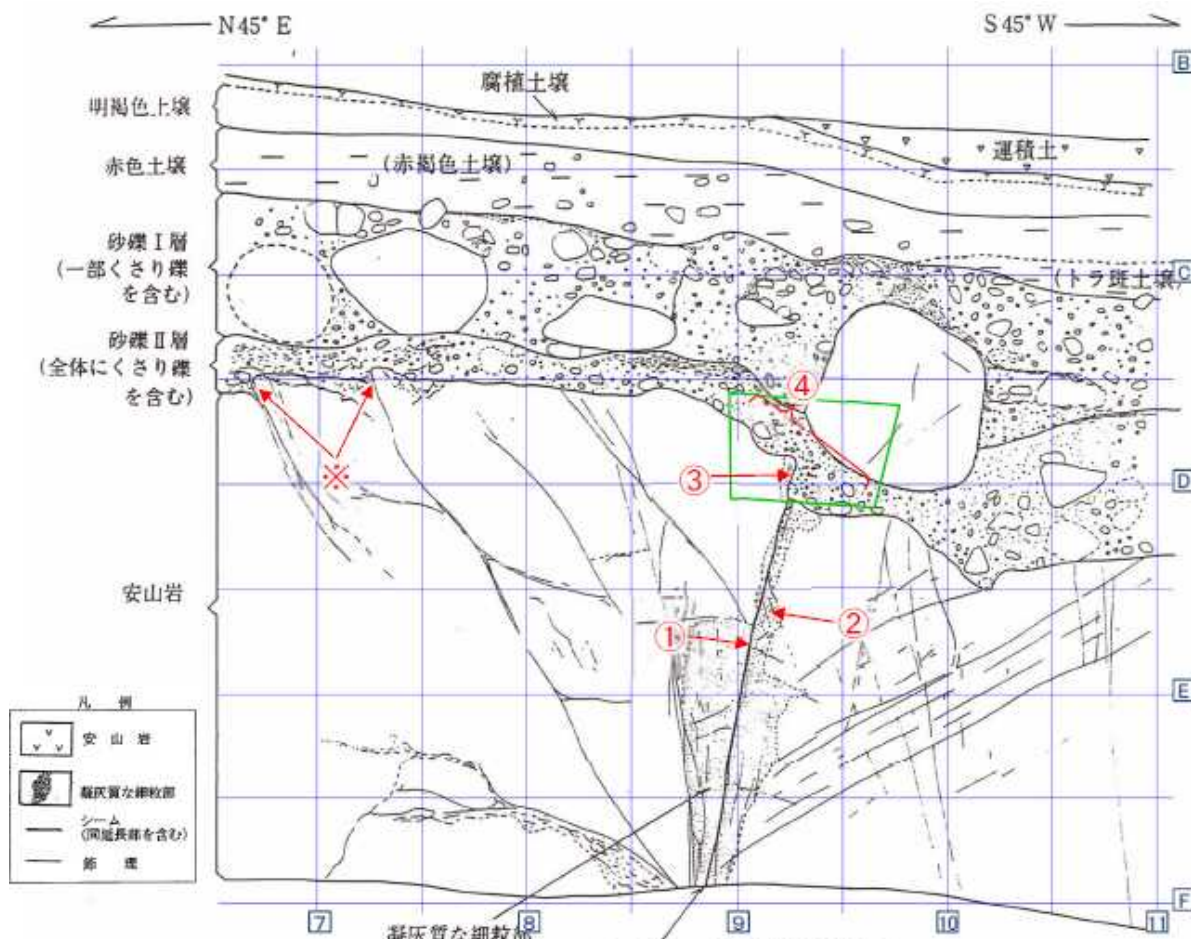 N45°E
S45°W
B
腐植土壌
明褐色土壌
運積土
赤色土壌
(赤褐色土壌)
砂礫Ⅰ層
(一部くさり礫
を含む)
C
(トラ斑土壌)
砂礫Ⅱ層
(全体にくさり礫
を含む)
④
※
③
D
安山岩
①
②
E
凡例
安山岩
凝灰質な細粒部
シーム
(同延長部を含む)
節理
F
7
8
9
10
11
凝灰質な細粒部